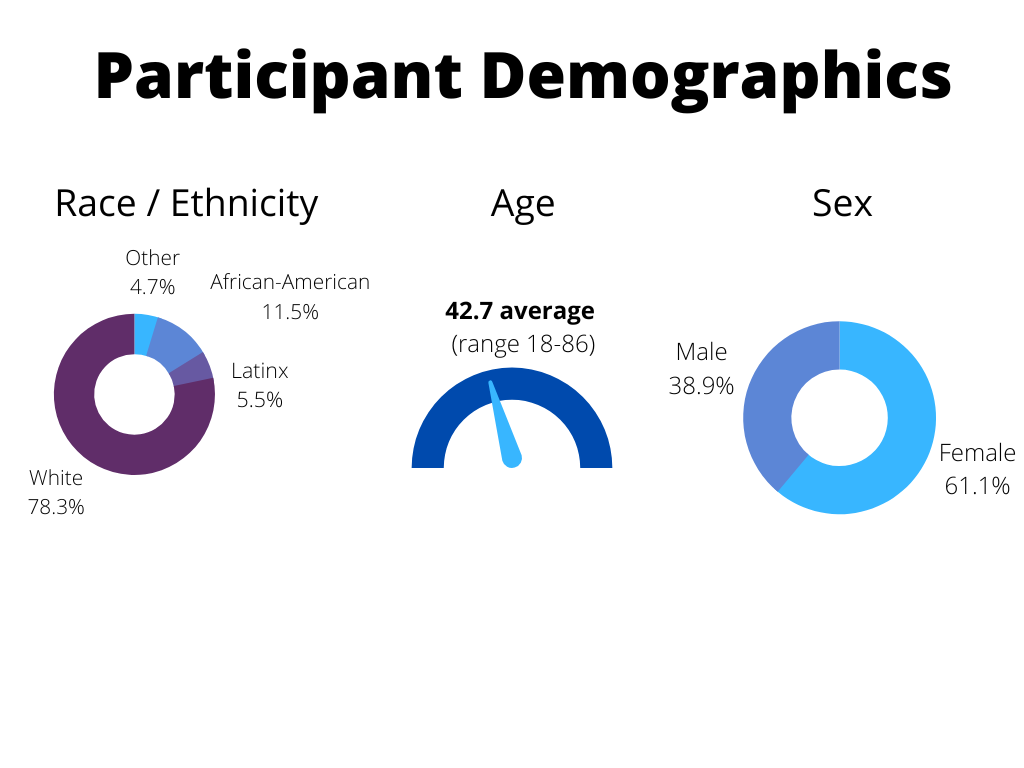 Participant Demographics
Race / Ethnicity
Other
4.7%
African-American
11.5%
Latinx
5.5%
White
78.3%
Age
42.7 average
(range 18-86)
Sex
Male
38.9%
Female
61.1%